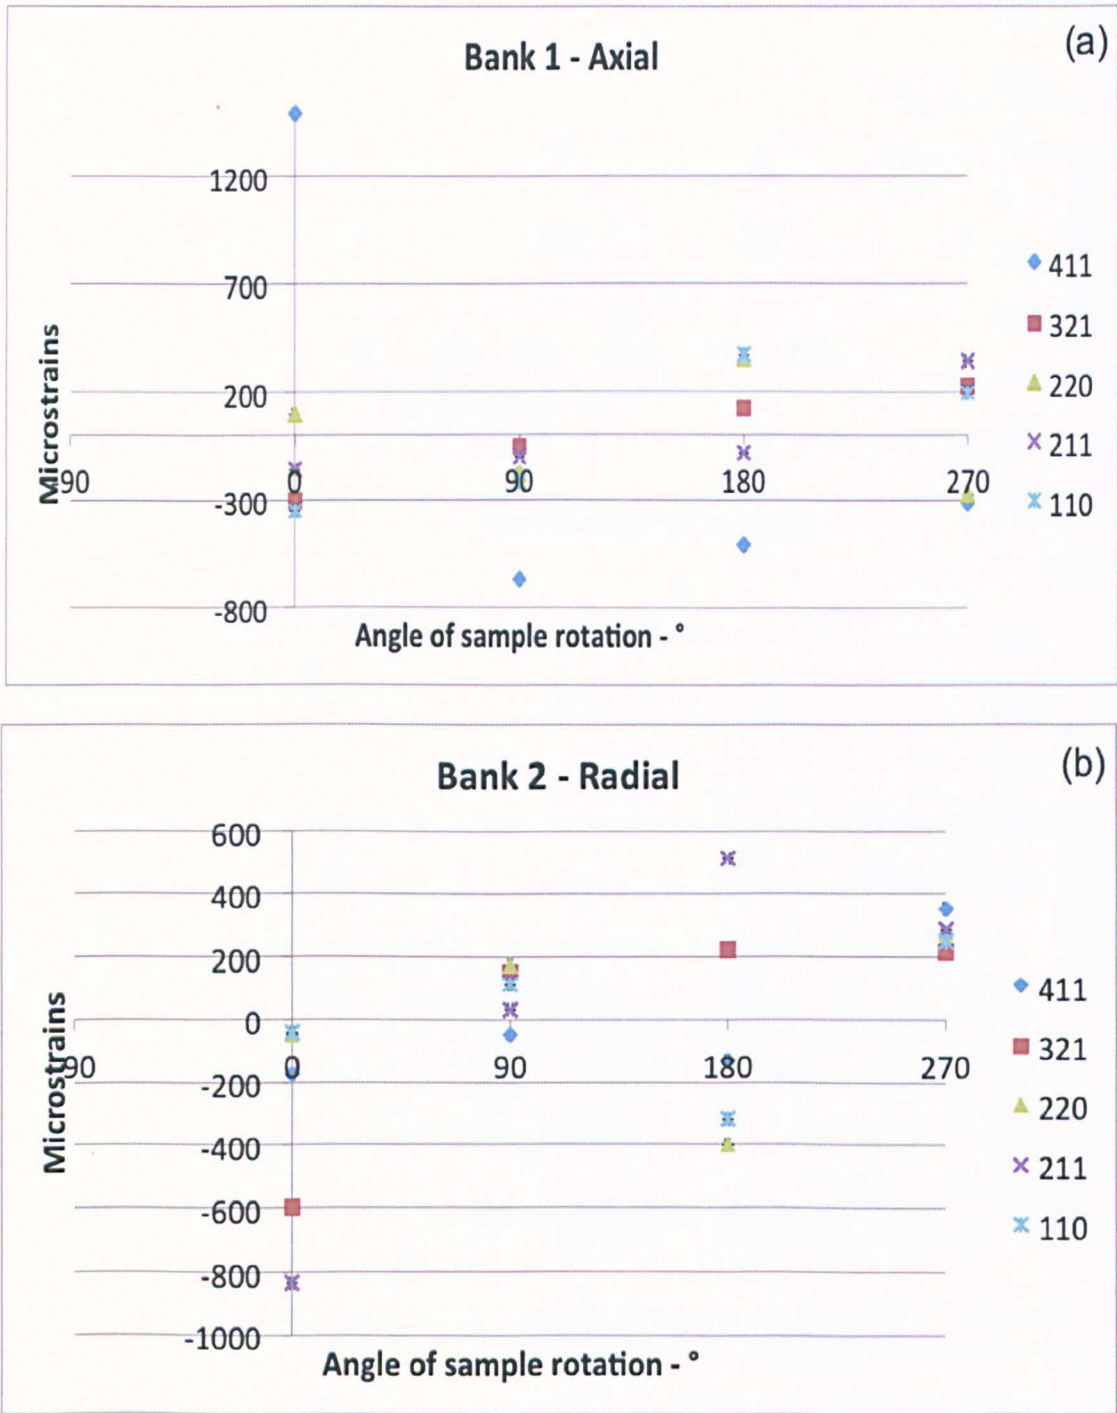 (a)
Bank 1 - Axial
1200
700
200
-300
-800
Microstrains
90 0 90 180 270
Angle of sample rotation - °
411
321
220
211
110
(b)
Bank 2 - Radial
600
400
200
0
-200
-400
-600
-800
-1000
Microstrains
90 0 90 180 270
Angle of sample rotation - °
411
321
220
211
110